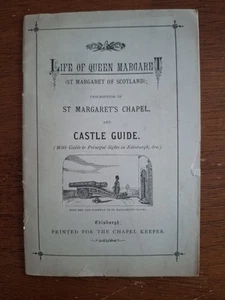 LIFE OF QUEEN MARGARET
(ST MARGARET OF SCOTLAND),
DESCRIPTION OF
ST MARGARET'S CHAPEL,
AND
CASTLE GUIDE.
(With Guide to Principal Sights in Edinburgh, &c.)
Edinburgh:
PRINTED FOR THE CHAPEL KEEPER.